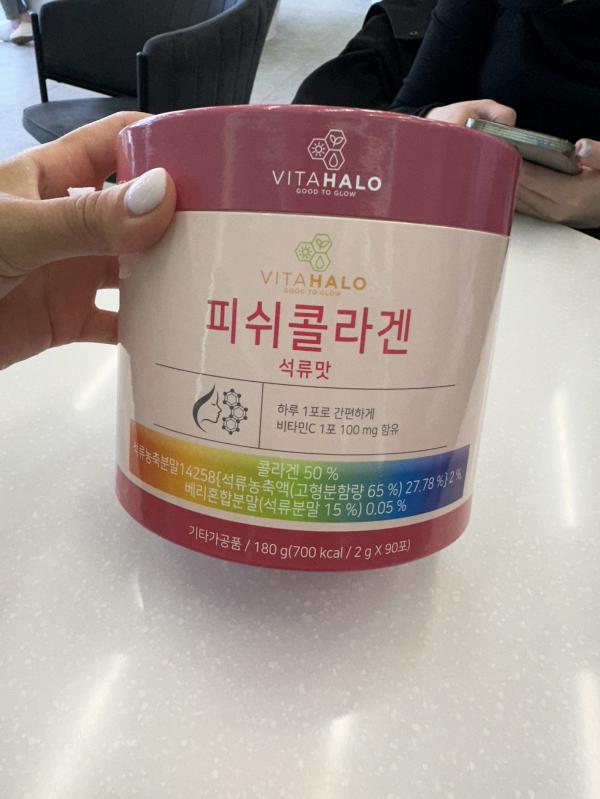 VITAHALO
GOOD TO GLOW
VITAHALO
GOOD TO GLOW
피쉬콜라겐
석류맛
하루 1포로 간편하게
비타민C 1포 100 mg 함유
콜라겐 50 %
석류농축분말14258{석류농축액(고형분함량 65 %) 27.78 %} 2 %
베리혼합분말(석류분말 15 %) 0.05 %
기타가공품 / 180 g(700 kcal / 2 g X 90포)